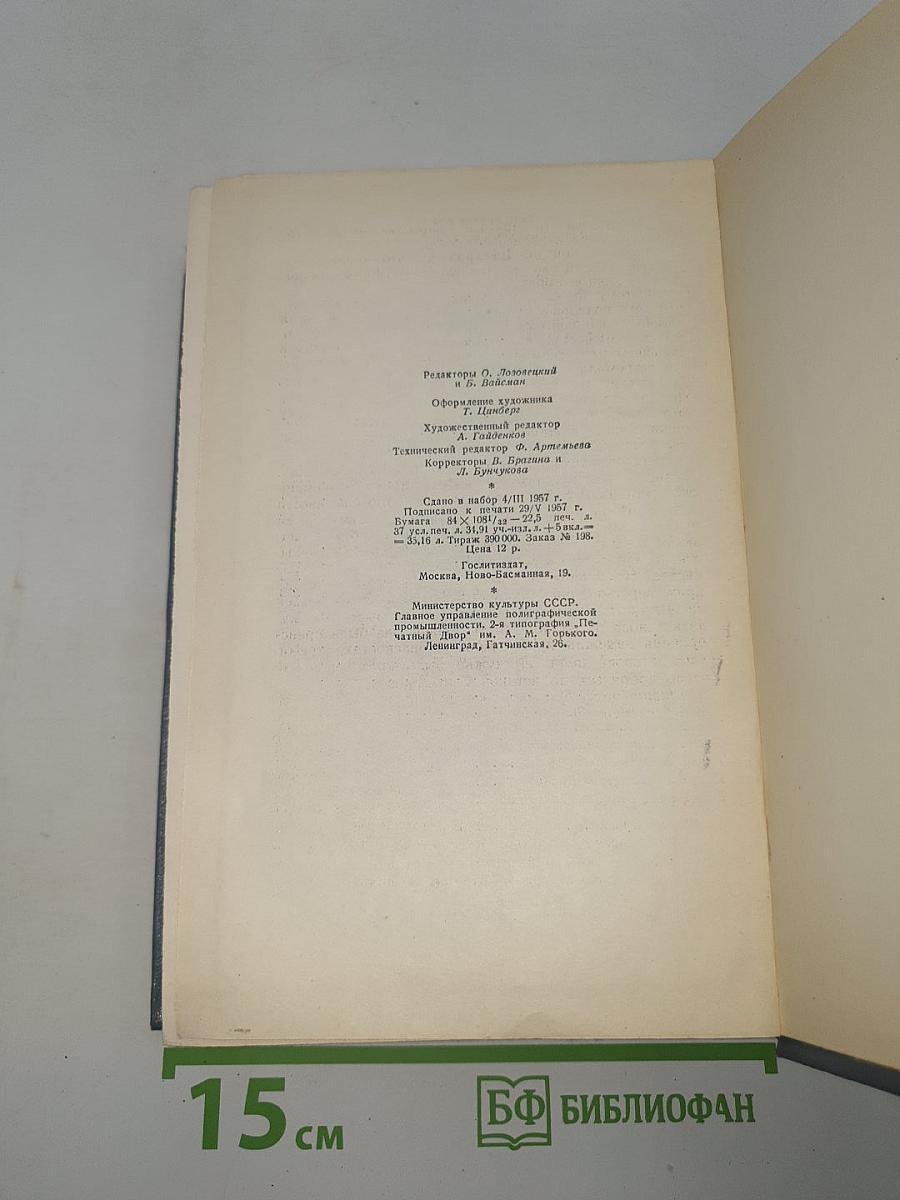 Редакторы О. Лозовецкий
и Б. Вайсман
Оформление художника
Т. Цинберг
Художественный редактор
А. Гайденков
Технический редактор Ф. Артемьева
Корректоры В. Брагина и
Л. Бунчукова
*
Сдано в набор 4/III 1957 г.
Подписано к печати 29/V 1957 г.
Бумага 84 × 108¹/₃₂ — 22,5 печ. л.
37 усл. печ. л. 34,91 уч.-изд. л. + 5 вкл. =
= 35,16 л. Тираж 390 000. Заказ № 198.
Цена 12 р.
Гослитиздат,
Москва, Ново-Басманная, 19.
*
Министерство культуры СССР.
Главное управление полиграфической
промышленности. 2-я типография „Пе-
чатный Двор" им. А. М. Горького.
Ленинград, Гатчинская, 26.
15 см
БФ БИБЛИОФАН